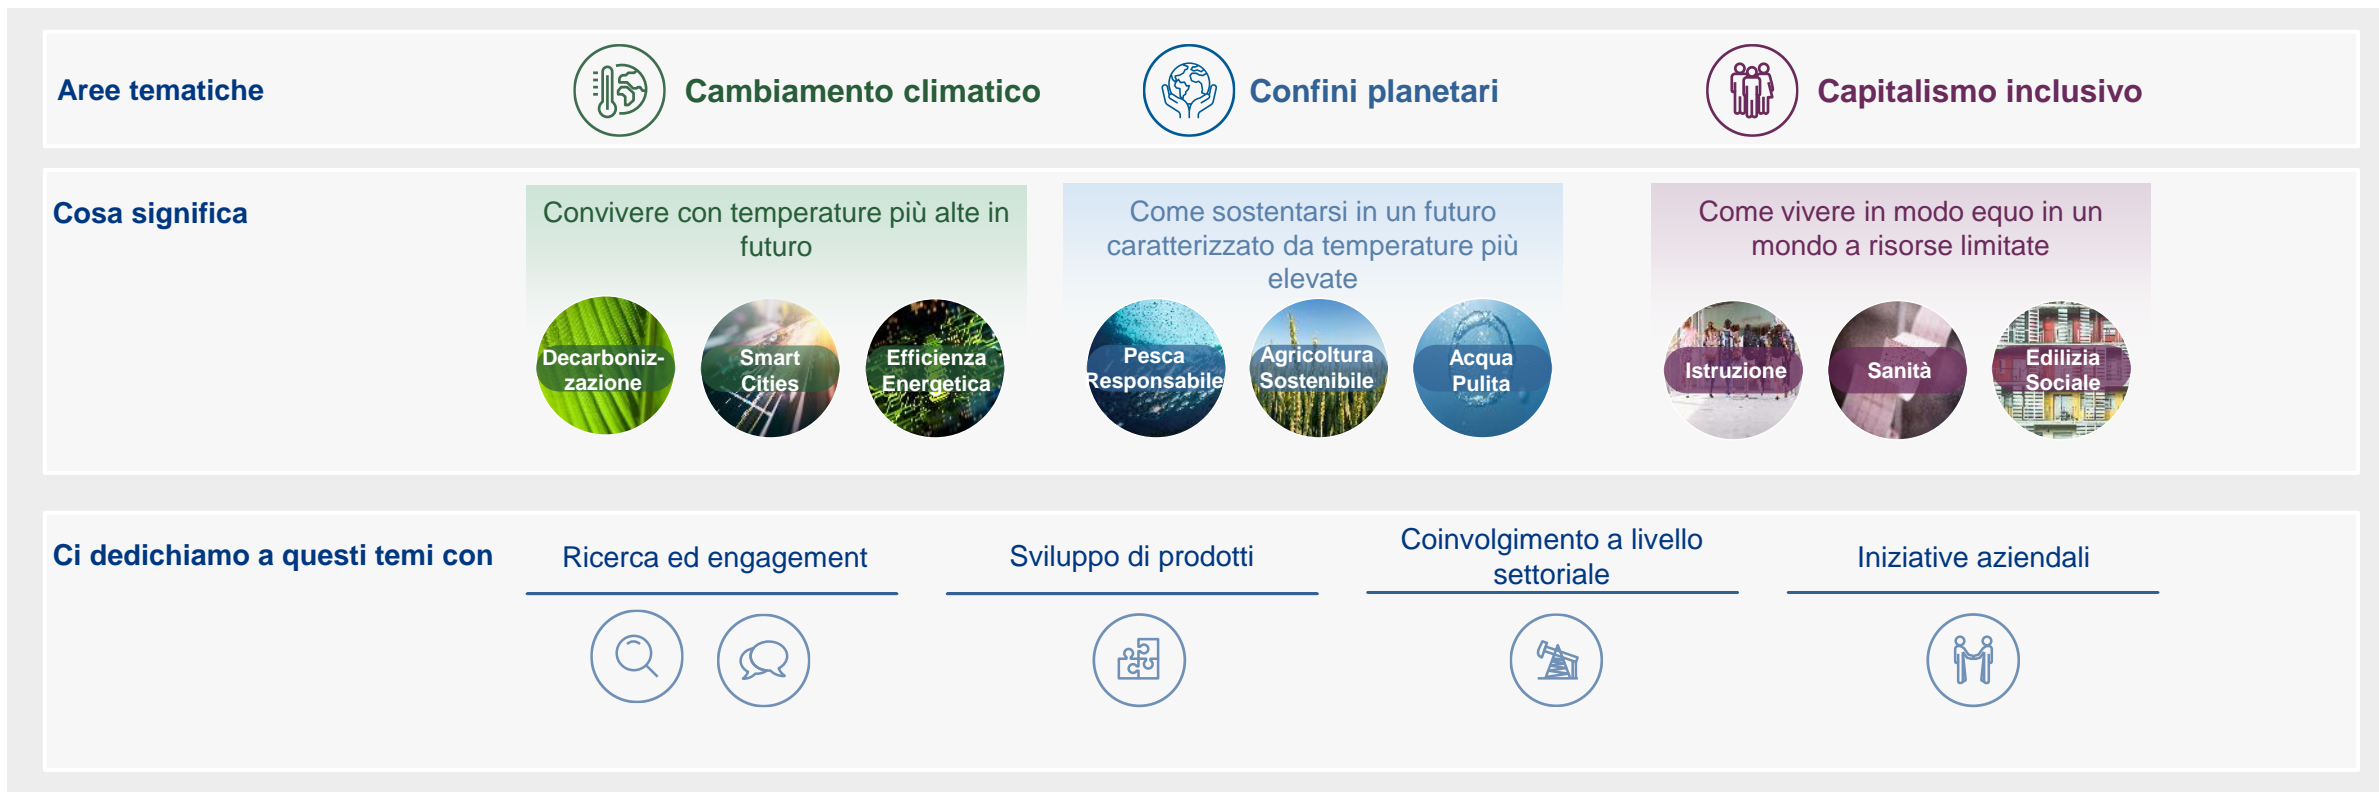 Aree tematiche
Cambiamento climatico
Confini planetari
Capitalismo inclusivo
Cosa significa
Convivere con temperature più alte in
futuro
Decarboniz-
zazione
Smart
Cities
Efficienza
Energetica
Come sostentarsi in un futuro
caratterizzato da temperature più
elevate
Pesca
Responsabile
Agricoltura
Sostenibile
Acqua
Pulita
Come vivere in modo equo in un
mondo a risorse limitate
Istruzione
Sanità
Edilizia
Sociale
Ci dedichiamo a questi temi con
Ricerca ed engagement
Sviluppo di prodotti
Coinvolgimento a livello
settoriale
Iniziative aziendali